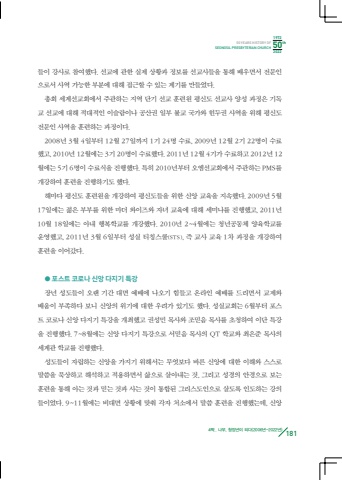 1972
50 YEARS HISTORY OF
SEONGSIL PRESBYTERIAN CHURCH 50th
2022
들이 강사로 참여했다. 선교에 관한 실제 상황과 정보를 선교사들을 통해 배우면서 전문인
으로서 사역 가능한 부분에 대해 접근할 수 있는 계기를 만들었다.
총회 세계선교회에서 주관하는 지역 단기 선교 훈련원 평신도 선교사 양성 과정은 기독
교 선교에 대해 적대적인 이슬람이나 공산권 일부 불교 국가와 힌두권 사역을 위해 평신도
전문인 사역을 훈련하는 과정이다.
2008년 3월 4일부터 12월 27일까지 1기 24명 수료, 2009년 12월 2기 22명이 수료
했고, 2010년 12월에는 3기 20명이 수료했다. 2011년 12월 4기가 수료하고 2012년 12
월에는 5기 6명이 수료식을 진행했다. 특히 2010년부터 오병선교회에서 주관하는 PMS를
개강하여 훈련을 진행하기도 했다.
해마다 평신도 훈련원을 개강하여 평신도들을 위한 신앙 교육을 지속했다. 2009년 5월
17일에는 젊은 부부를 위한 마더 와이즈와 자녀 교육에 대해 세미나를 진행했고, 2011년
10월 18일에는 아내 행복학교를 개강했다. 2010년 2~4월에는 청년공동체 양육학교를
운영했고, 2011년 3월 6일부터 성실 터칭스쿨(STS), 즉 교사 교육 1차 과정을 개강하여
훈련을 이어갔다.
● 포스트 코로나 신앙 다지기 특강
장년 성도들이 오랜 기간 대면 예배에 나오기 힘들고 온라인 예배를 드리면서 교제와
배움이 부족하다 보니 신앙의 위기에 대한 우려가 있기도 했다. 성실교회는 6월부터 포스
트 코로나 신앙 다지기 특강을 개최했고 권성민 목사와 조믿음 목사를 초청하여 이단 특강
을 진행했다. 7~8월에는 신앙 다지기 특강으로 서믿음 목사의 QT 학교와 최은준 목사의
세계관 학교를 진행했다.
성도들이 자립하는 신앙을 가지기 위해서는 무엇보다 바른 신앙에 대한 이해와 스스로
말씀을 묵상하고 해석하고 적용하면서 삶으로 살아내는 것, 그리고 성경의 안경으로 보는
훈련을 통해 아는 것과 믿는 것과 사는 것이 통합된 그리스도인으로 살도록 인도하는 강의
들이었다. 9~11월에는 비대면 상황에 맞춰 각자 처소에서 말씀 훈련을 진행했는데, 신앙
4막. 나무, 동행관의 확대(2008년~2022년) 181